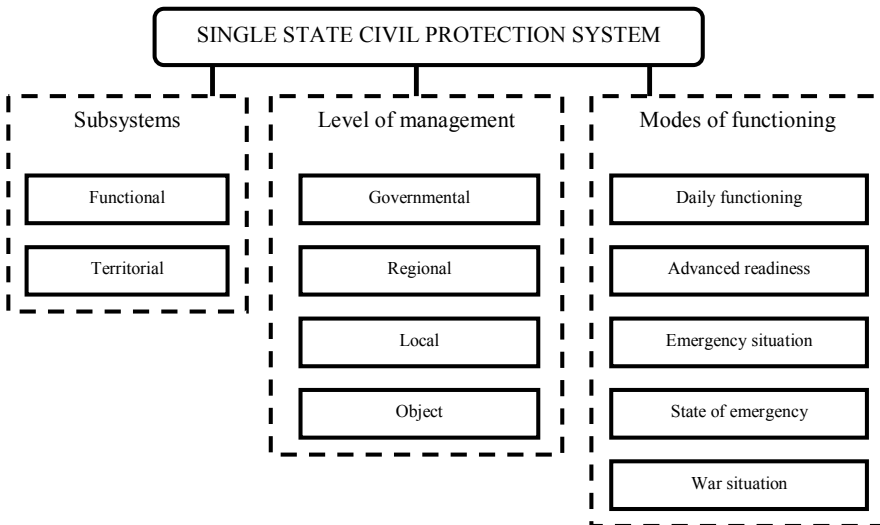 SINGLE STATE CIVIL PROTECTION SYSTEM
Subsystems
Functional
Territorial
Level of management
Governmental
Regional
Local
Object
Modes of functioning
Daily functioning
Advanced readiness
Emergency situation
State of emergency
War situation